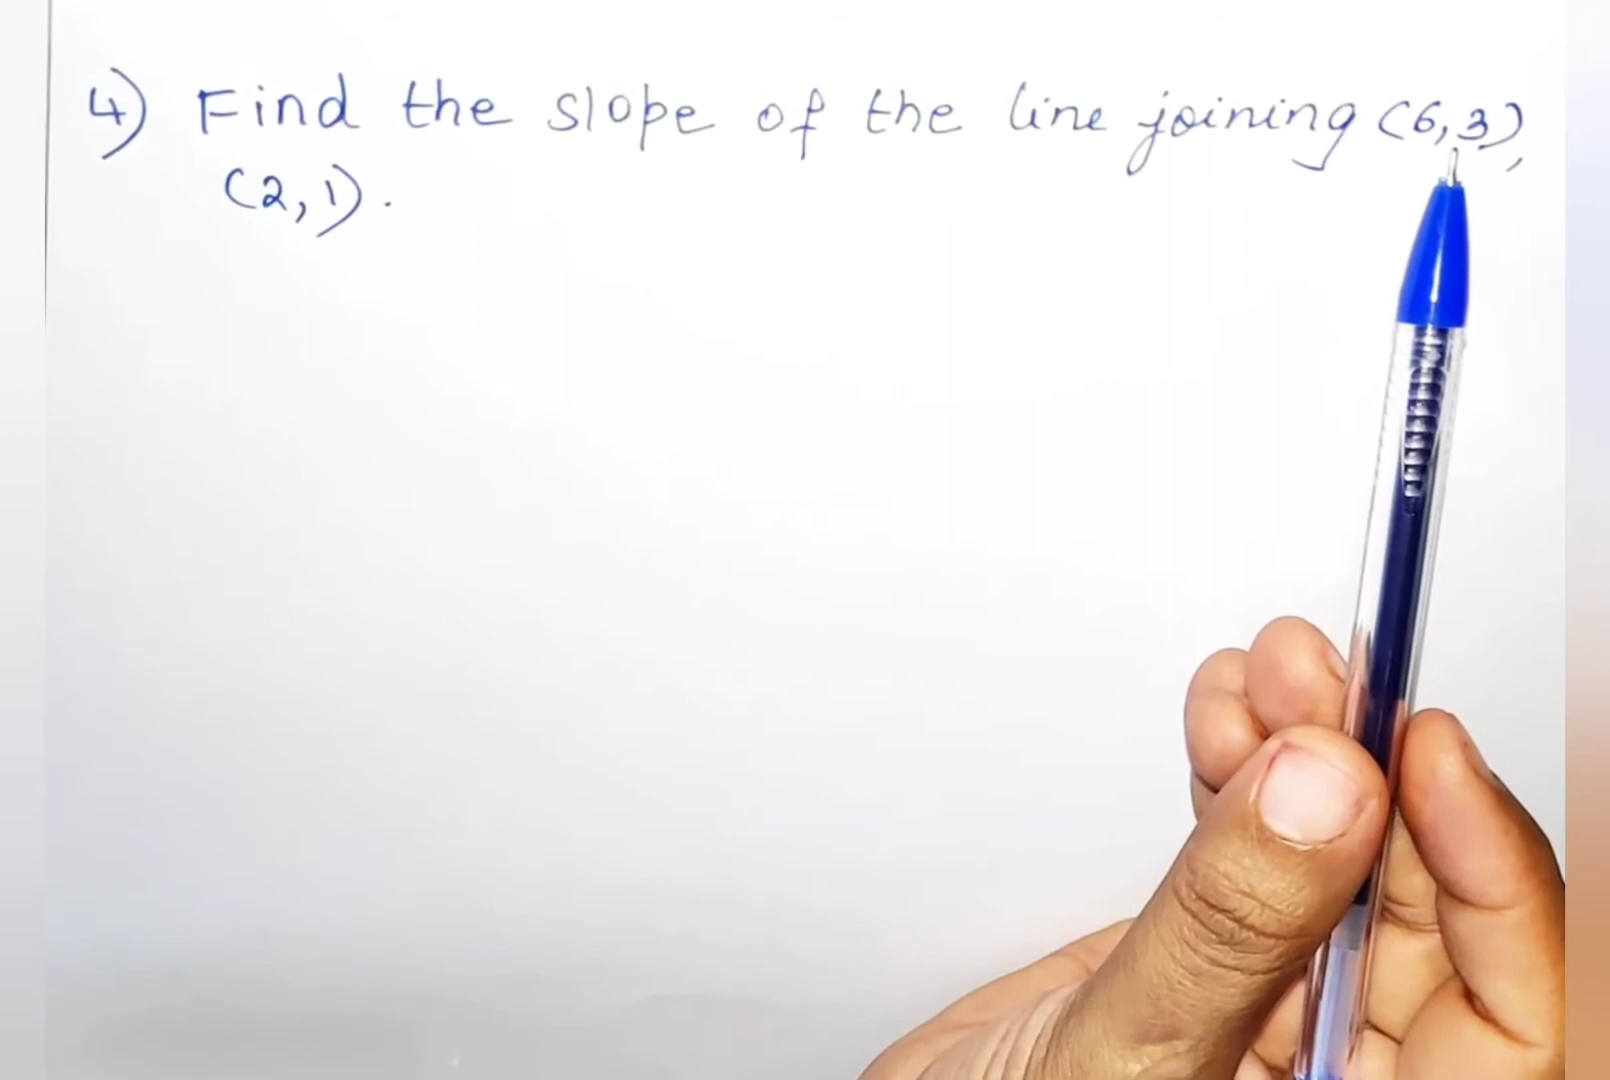 4) Find the slope of the line joining (6,3),
(2,1).